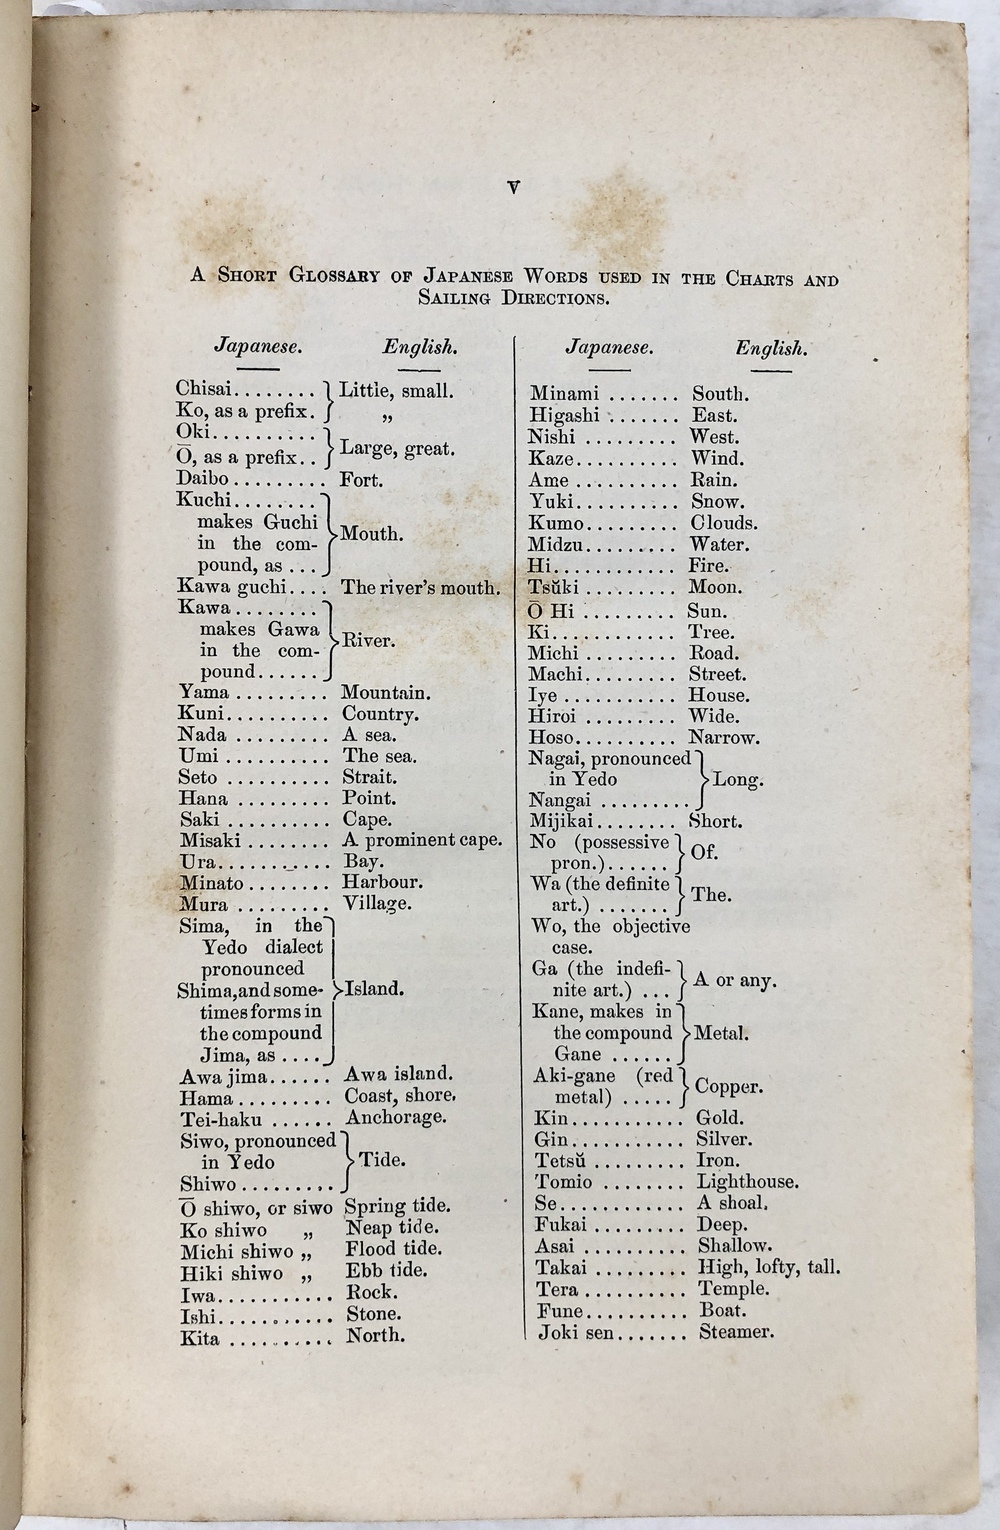 v
A Short Glossary of Japanese Words used in the Charts and
Sailing Directions.
Japanese. English.
Chisai........ } Little, small.
Ko, as a prefix. } „
Oki.......... }
Ō, as a prefix.. } Large, great.
Daibo......... Fort.
Kuchi........
makes Guchi
in the com-
pound, as ... } Mouth.
Kawa guchi.... The river's mouth.
Kawa........
makes Gawa
in the com-
pound...... } River.
Yama ......... Mountain.
Kuni.......... Country.
Nada ......... A sea.
Umi .......... The sea.
Seto .......... Strait.
Hana ......... Point.
Saki .......... Cape.
Misaki ........ A prominent cape.
Ura........... Bay.
Minato ........ Harbour.
Mura ......... Village.
Sima, in the
Yedo dialect
pronounced
Shima, and some- } Island.
times forms in
the compound
Jima, as ....
Awa jima...... Awa island.
Hama ......... Coast, shore.
Tei-haku ...... Anchorage.
Siwo, pronounced
in Yedo } Tide.
Shiwo.........
Ō shiwo, or siwo Spring tide.
Ko shiwo „ Neap tide.
Michi shiwo „ Flood tide.
Hiki shiwo „ Ebb tide.
Iwa........... Rock.
Ishi........... Stone.
Kita .......... North.
Japanese. English.
Minami ....... South.
Higashi ....... East.
Nishi ......... West.
Kaze.......... Wind.
Ame .......... Rain.
Yuki.......... Snow.
Kumo......... Clouds.
Midzu......... Water.
Hi............ Fire.
Tsŭki ......... Moon.
Ō Hi ......... Sun.
Ki............ Tree.
Michi ......... Road.
Machi......... Street.
Iye .......... House.
Hiroi ......... Wide.
Hoso.......... Narrow.
Nagai, pronounced
in Yedo } Long.
Nangai .........
Mijikai........ Short.
No (possessive
pron.)...... } Of.
Wa (the definite
art.) ....... } The.
Wo, the objective
case.
Ga (the indefi-
nite art.) ... } A or any.
Kane, makes in
the compound } Metal.
Gane ......
Aki-gane (red
metal) ..... } Copper.
Kin........... Gold.
Gin........... Silver.
Tetsŭ ......... Iron.
Tomio ........ Lighthouse.
Se............ A shoal.
Fukai ......... Deep.
Asai .......... Shallow.
Takai ......... High, lofty, tall.
Tera .......... Temple.
Fune.......... Boat.
Joki sen....... Steamer.